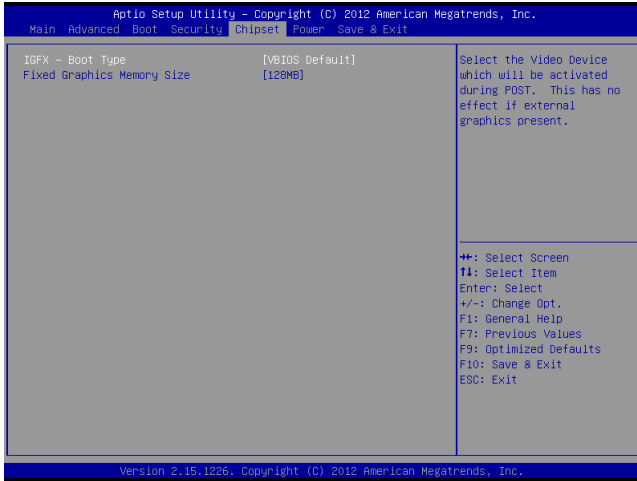 Aptio Setup Utility – Copyright (C) 2012 American Megatrends, Inc.
Main Advanced Boot Security Chipset Power Save & Exit
IGFX - Boot Type [VBIOS Default]
Fixed Graphics Memory Size [128MB]
Select the Video Device
which will be activated
during POST. This has no
effect if external
graphics present.
→←: Select Screen
↑↓: Select Item
Enter: Select
+/-: Change Opt.
F1: General Help
F7: Previous Values
F9: Optimized Defaults
F10: Save & Exit
ESC: Exit
Version 2.15.1226. Copyright (C) 2012 American Megatrends, Inc.